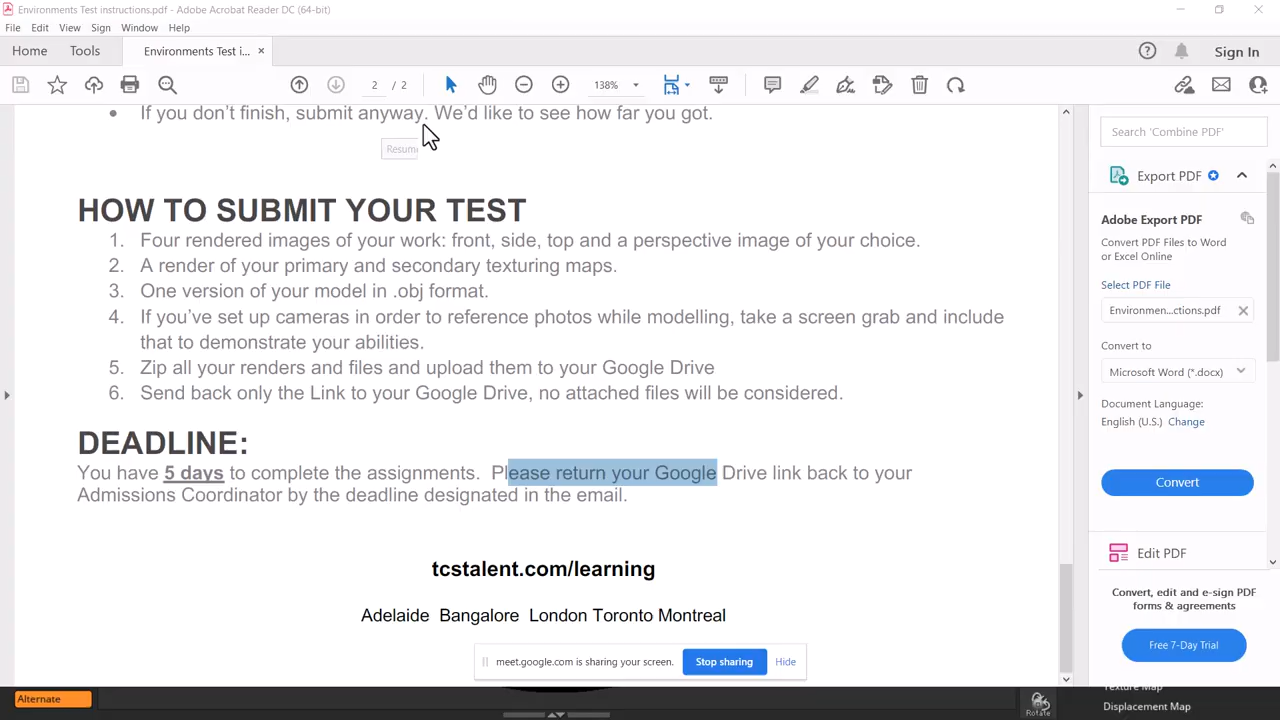 Environments Test instructions.pdf - Adobe Acrobat Reader DC (64-bit)
File Edit View Sign Window Help
Home Tools Environments Test i... × Sign In
2 / 2 138%
• If you don't finish, submit anyway. We'd like to see how far you got.
HOW TO SUBMIT YOUR TEST
1. Four rendered images of your work: front, side, top and a perspective image of your choice.
2. A render of your primary and secondary texturing maps.
3. One version of your model in .obj format.
4. If you've set up cameras in order to reference photos while modelling, take a screen grab and include
that to demonstrate your abilities.
5. Zip all your renders and files and upload them to your Google Drive
6. Send back only the Link to your Google Drive, no attached files will be considered.
DEADLINE:
You have 5 days to complete the assignments. Please return your Google Drive link back to your
Admissions Coordinator by the deadline designated in the email.
tcstalent.com/learning
Adelaide Bangalore London Toronto Montreal
meet.google.com is sharing your screen. Stop sharing Hide
Search 'Combine PDF'
Export PDF
Adobe Export PDF
Convert PDF Files to Word
or Excel Online
Select PDF File
Environmen...ctions.pdf
Convert to
Microsoft Word (*.docx)
Document Language:
English (U.S.) Change
Convert
Edit PDF
Convert, edit and e-sign PDF
forms & agreements
Free 7-Day Trial
Alternate
Rotate
Texture Map
Displacement Map